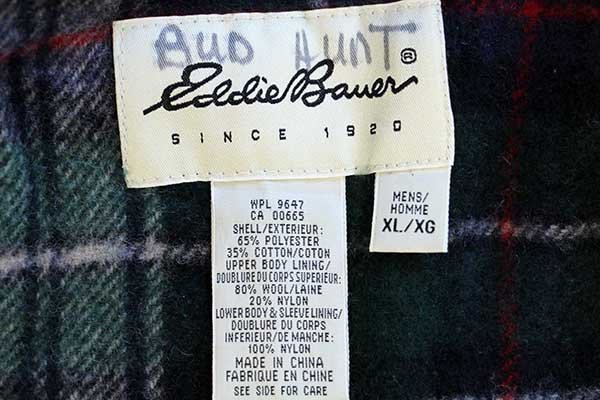 BUD HUNT
Eddie Bauer®
SINCE 1920
MENS/
HOMME
XL/XG
WPL 9647
CA 00665
SHELL/EXTERIEUR:
65% POLYESTER
35% COTTON/COTON
UPPER BODY LINING/
DOUBLURE DU CORPS SUPERIEUR:
80% WOOL/LAINE
20% NYLON
LOWER BODY & SLEEVE LINING/
DOUBLURE DU CORPS
INFERIEUR/DE MANCHE:
100% NYLON
MADE IN CHINA
FABRIQUE EN CHINE
SEE SIDE FOR CARE